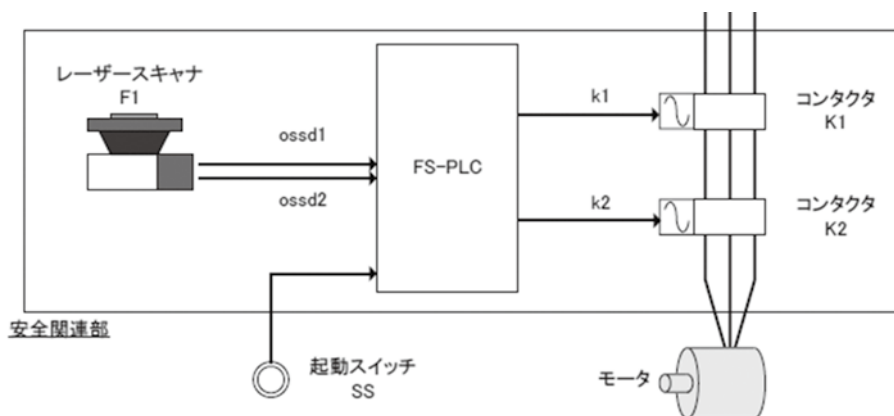 レーザースキャナ
F1
ossd1
ossd2
FS-PLC
k1
k2
コンタクタ
K1
コンタクタ
K2
安全関連部
起動スイッチ
SS
モータ